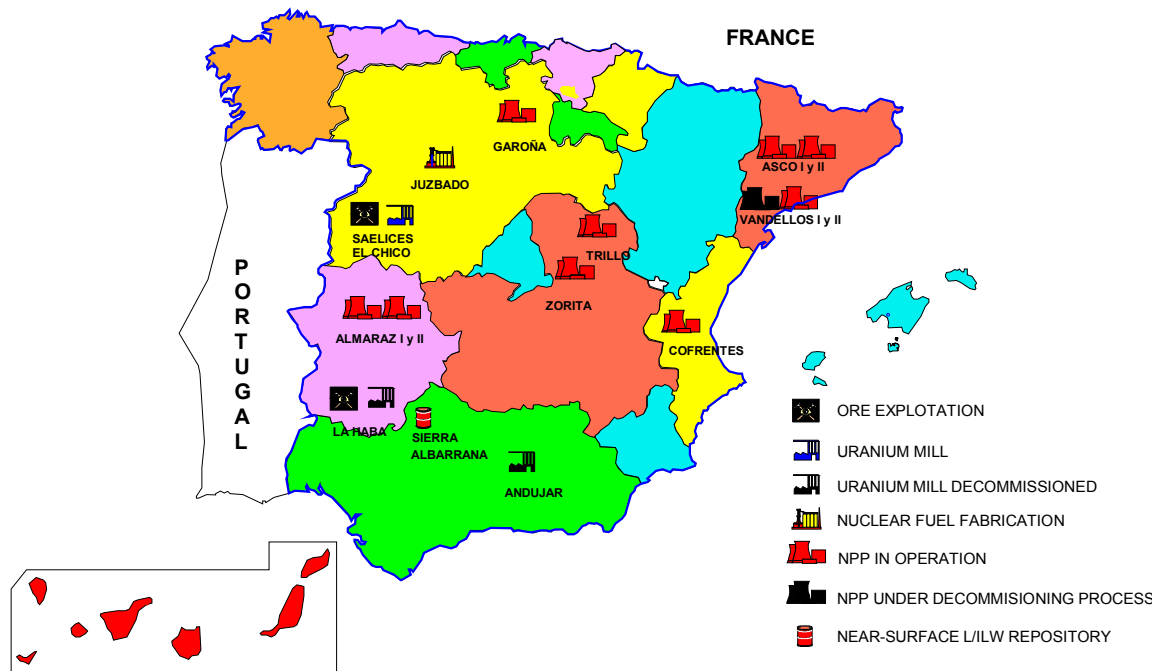 FRANCE
GAROÑA
JUZBADO
ASCO I y II
VANDELLOS I y II
SAELICES
EL CHICO
TRILLO
ZORITA
PORTUGAL
ALMARAZ I y II
COFRENTES
LA HABA
SIERRA
ALBARRANA
ANDUJAR
ORE EXPLOTATION
URANIUM MILL
URANIUM MILL DECOMMISSIONED
NUCLEAR FUEL FABRICATION
NPP IN OPERATION
NPP UNDER DECOMMISIONING PROCESS
NEAR-SURFACE L/ILW REPOSITORY